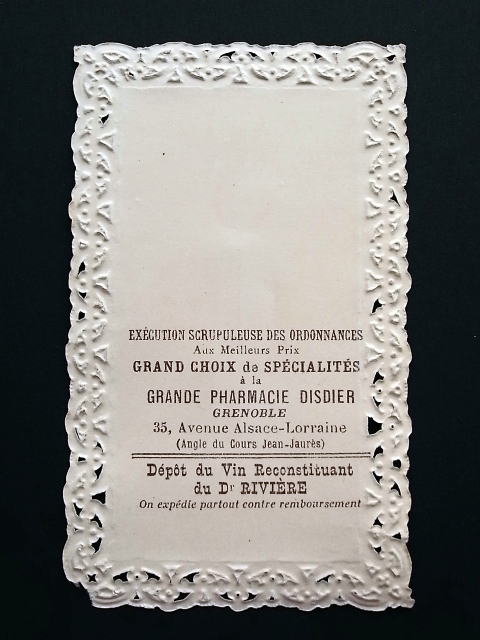 EXÉCUTION SCRUPULEUSE DES ORDONNANCES
Aux Meilleurs Prix
GRAND CHOIX de SPÉCIALITÉS
à la
GRANDE PHARMACIE DISDIER
GRENOBLE
35, Avenue Alsace-Lorraine
(Angle du Cours Jean-Jaurès)
Dépôt du Vin Reconstituant
du Dr RIVIÈRE
On expédie partout contre remboursement